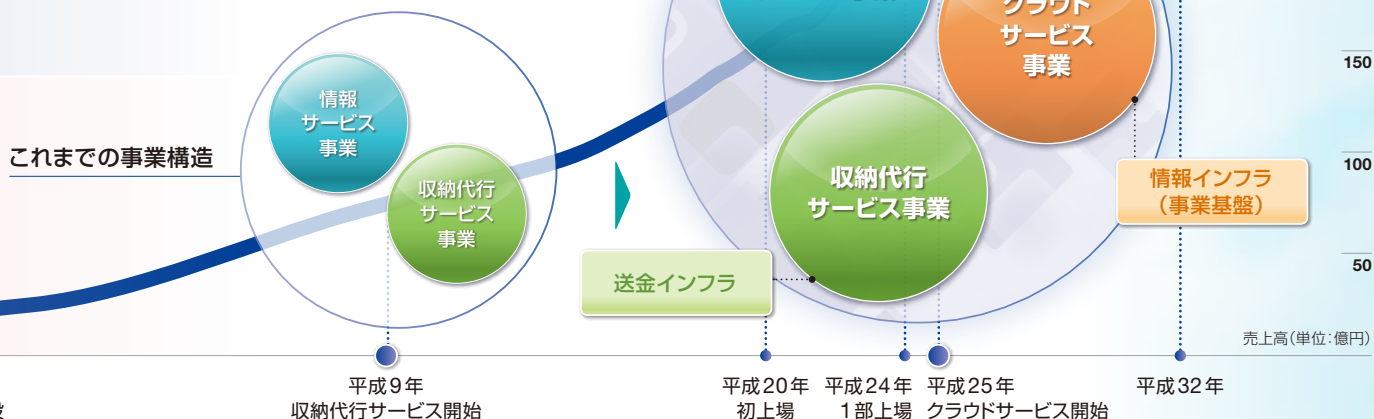 クラウド
サービス
事業
150
情報
サービス
事業
これまでの事業構造
100
収納代行
サービス
事業
収納代行
サービス事業
情報インフラ
（事業基盤）
送金インフラ
50
売上高（単位：億円）
平成9年
収納代行サービス開始
平成20年
初上場
平成24年
1部上場
平成25年
クラウドサービス開始
平成32年